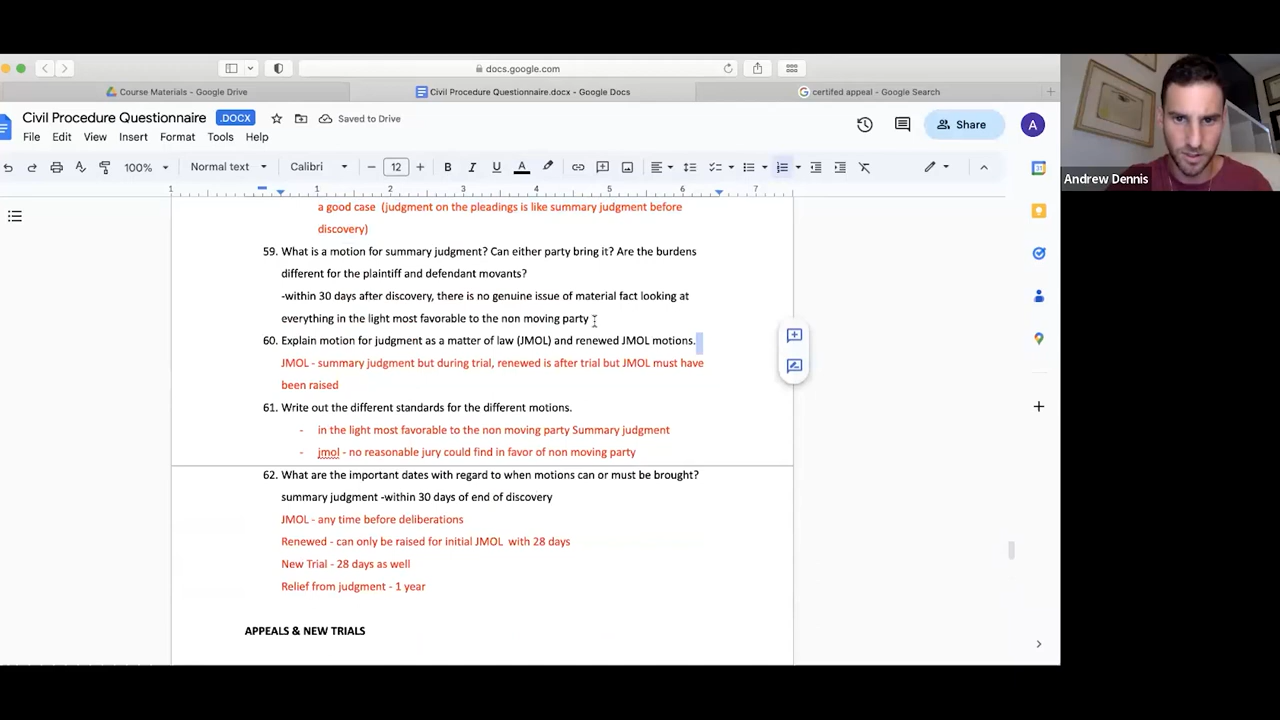 docs.google.com
Course Materials - Google Drive
Civil Procedure Questionnaire.docx - Google Docs
certifed appeal - Google Search
Civil Procedure Questionnaire
.DOCX
Saved to Drive
File Edit View Insert Format Tools Help
Share
A
100%
Normal text
Calibri
12
1 1 2 3 4 5 6 7
Andrew Dennis
a good case (judgment on the pleadings is like summary judgment before
discovery)
59. What is a motion for summary judgment? Can either party bring it? Are the burdens
different for the plaintiff and defendant movants?
-within 30 days after discovery, there is no genuine issue of material fact looking at
everything in the light most favorable to the non moving party
60. Explain motion for judgment as a matter of law (JMOL) and renewed JMOL motions.
JMOL - summary judgment but during trial, renewed is after trial but JMOL must have
been raised
61. Write out the different standards for the different motions.
- in the light most favorable to the non moving party Summary judgment
- jmol - no reasonable jury could find in favor of non moving party
62. What are the important dates with regard to when motions can or must be brought?
summary judgment -within 30 days of end of discovery
JMOL - any time before deliberations
Renewed - can only be raised for initial JMOL with 28 days
New Trial - 28 days as well
Relief from judgment - 1 year
APPEALS & NEW TRIALS